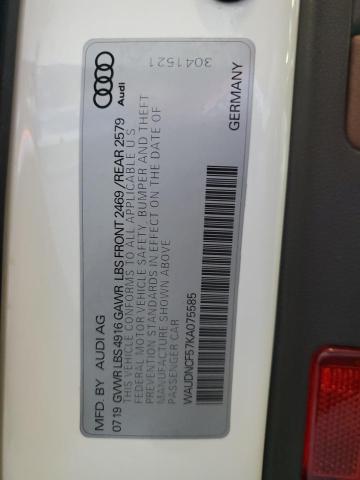 Audi
3041521
MFD. BY AUDI AG
GERMANY
07 19 GVWR LBS 4916 GAWR LBS FRONT 2469 / REAR 2579
THIS VEHICLE CONFORMS TO ALL APPLICABLE U S
FEDERAL MOTOR VEHICLE SAFETY, BUMPER AND THEFT
PREVENTION STANDARDS IN EFFECT ON THE DATE OF
MANUFACTURE SHOWN ABOVE
PASSENGER CAR
WAUDNCF57KA075585